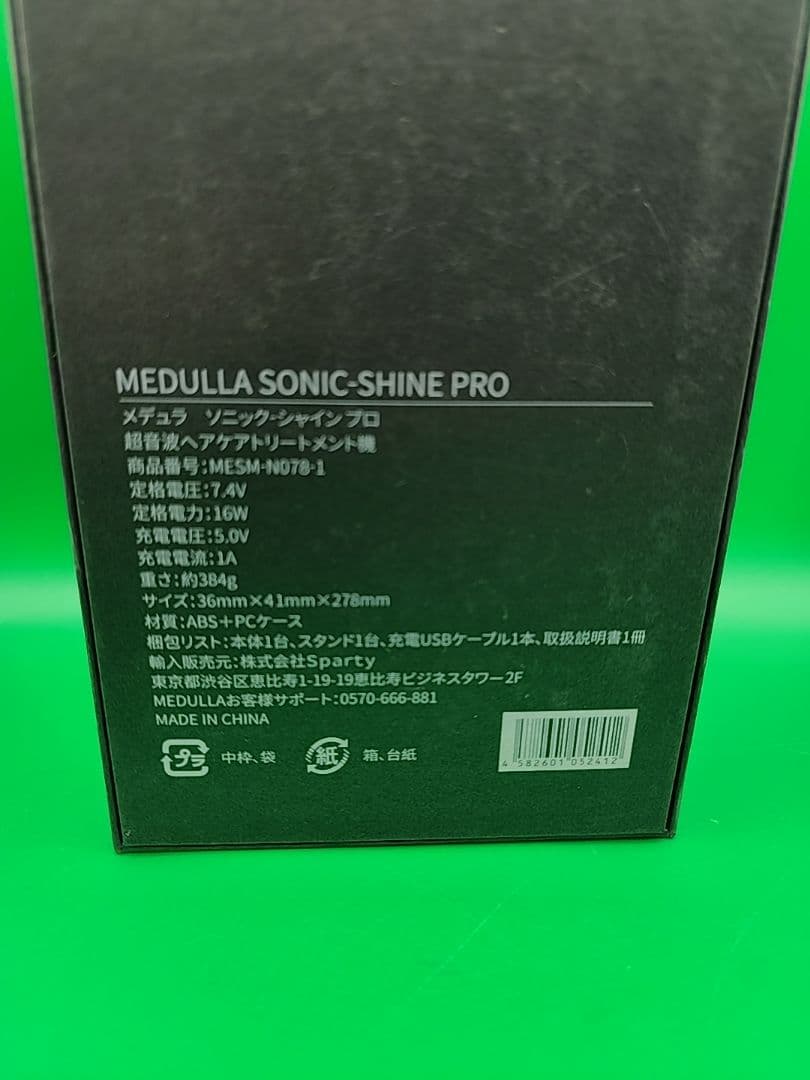 MEDULLA SONIC-SHINE PRO
メデュラ ソニック-シャイン プロ
超音波ヘアケアトリートメント機
商品番号:MESM-N078-1
定格電圧:7.4V
定格電力:16W
充電電圧:5.0V
充電電流:1A
重さ:約384g
サイズ:36mm×41mm×278mm
材質:ABS+PCケース
梱包リスト:本体1台、スタンド1台、充電USBケーブル1本、取扱説明書1冊
輸入販売元:株式会社Sparty
東京都渋谷区恵比寿1-19-19恵比寿ビジネスタワー2F
MEDULLAお客様サポート:0570-666-881
MADE IN CHINA
プラ 中枠、袋 紙 箱、台紙
4 582601 052412